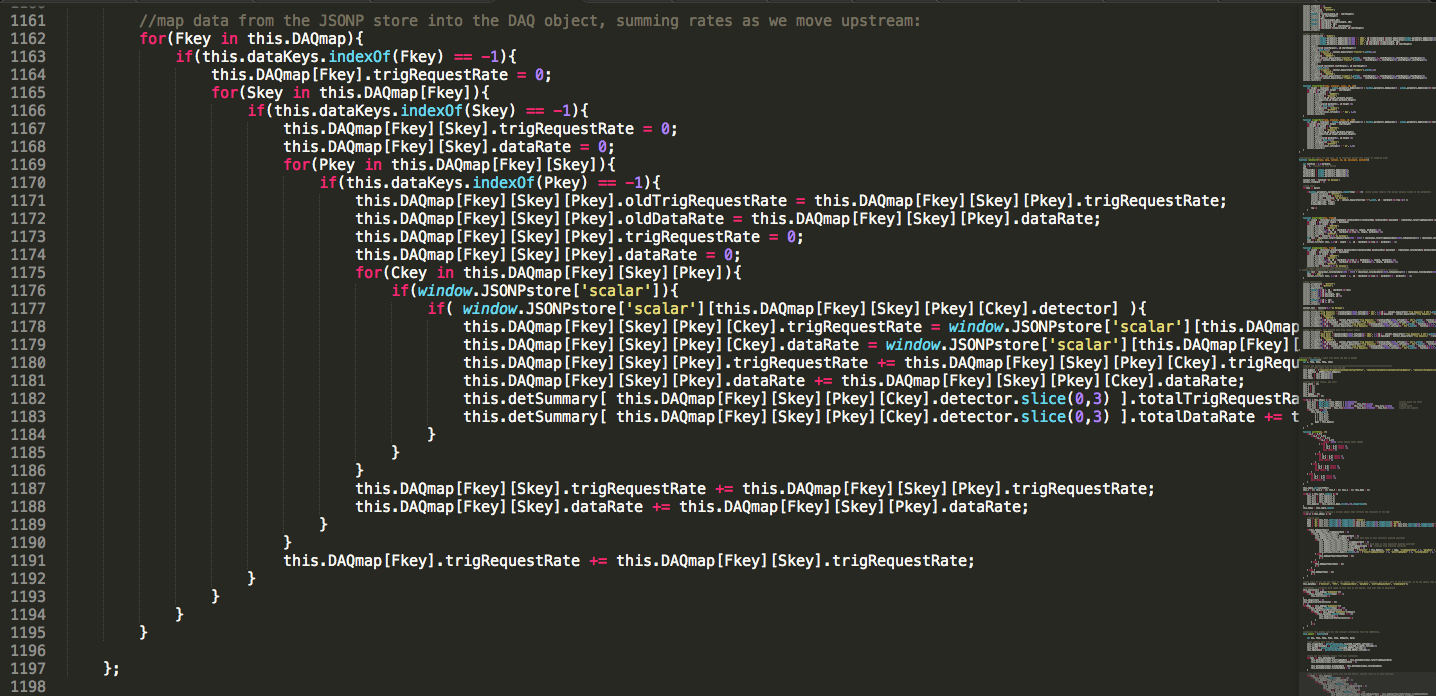 1161 //map data from the JSONP store into the DAQ object, summing rates as we move upstream:
1162 for(Fkey in this.DAQmap){
1163 if(this.dataKeys.indexOf(Fkey) == -1){
1164 this.DAQmap[Fkey].trigRequestRate = 0;
1165 for(Skey in this.DAQmap[Fkey]){
1166 if(this.dataKeys.indexOf(Skey) == -1){
1167 this.DAQmap[Fkey][Skey].trigRequestRate = 0;
1168 this.DAQmap[Fkey][Skey].dataRate = 0;
1169 for(Pkey in this.DAQmap[Fkey][Skey]){
1170 if(this.dataKeys.indexOf(Pkey) == -1){
1171 this.DAQmap[Fkey][Skey][Pkey].oldTrigRequestRate = this.DAQmap[Fkey][Skey][Pkey].trigRequestRate;
1172 this.DAQmap[Fkey][Skey][Pkey].oldDataRate = this.DAQmap[Fkey][Skey][Pkey].dataRate;
1173 this.DAQmap[Fkey][Skey][Pkey].trigRequestRate = 0;
1174 this.DAQmap[Fkey][Skey][Pkey].dataRate = 0;
1175 for(Ckey in this.DAQmap[Fkey][Skey][Pkey]){
1176 if(window.JSONPstore['scalar']){
1177 if( window.JSONPstore['scalar'][this.DAQmap[Fkey][Skey][Pkey][Ckey].detector] ){
1178 this.DAQmap[Fkey][Skey][Pkey][Ckey].trigRequestRate = window.JSONPstore['scalar'][this.DAQmap
1179 this.DAQmap[Fkey][Skey][Pkey][Ckey].dataRate = window.JSONPstore['scalar'][this.DAQmap[Fkey][
1180 this.DAQmap[Fkey][Skey][Pkey].trigRequestRate += this.DAQmap[Fkey][Skey][Pkey][Ckey].trigRequ
1181 this.DAQmap[Fkey][Skey][Pkey].dataRate += this.DAQmap[Fkey][Skey][Pkey][Ckey].dataRate;
1182 this.detSummary[ this.DAQmap[Fkey][Skey][Pkey][Ckey].detector.slice(0,3) ].totalTrigRequestRa
1183 this.detSummary[ this.DAQmap[Fkey][Skey][Pkey][Ckey].detector.slice(0,3) ].totalDataRate += t
1184 }
1185 }
1186 }
1187 this.DAQmap[Fkey][Skey].trigRequestRate += this.DAQmap[Fkey][Skey][Pkey].trigRequestRate;
1188 this.DAQmap[Fkey][Skey].dataRate += this.DAQmap[Fkey][Skey][Pkey].dataRate;
1189 }
1190 }
1191 this.DAQmap[Fkey].trigRequestRate += this.DAQmap[Fkey][Skey].trigRequestRate;
1192 }
1193 }
1194 }
1195 }
1196
1197 };
1198